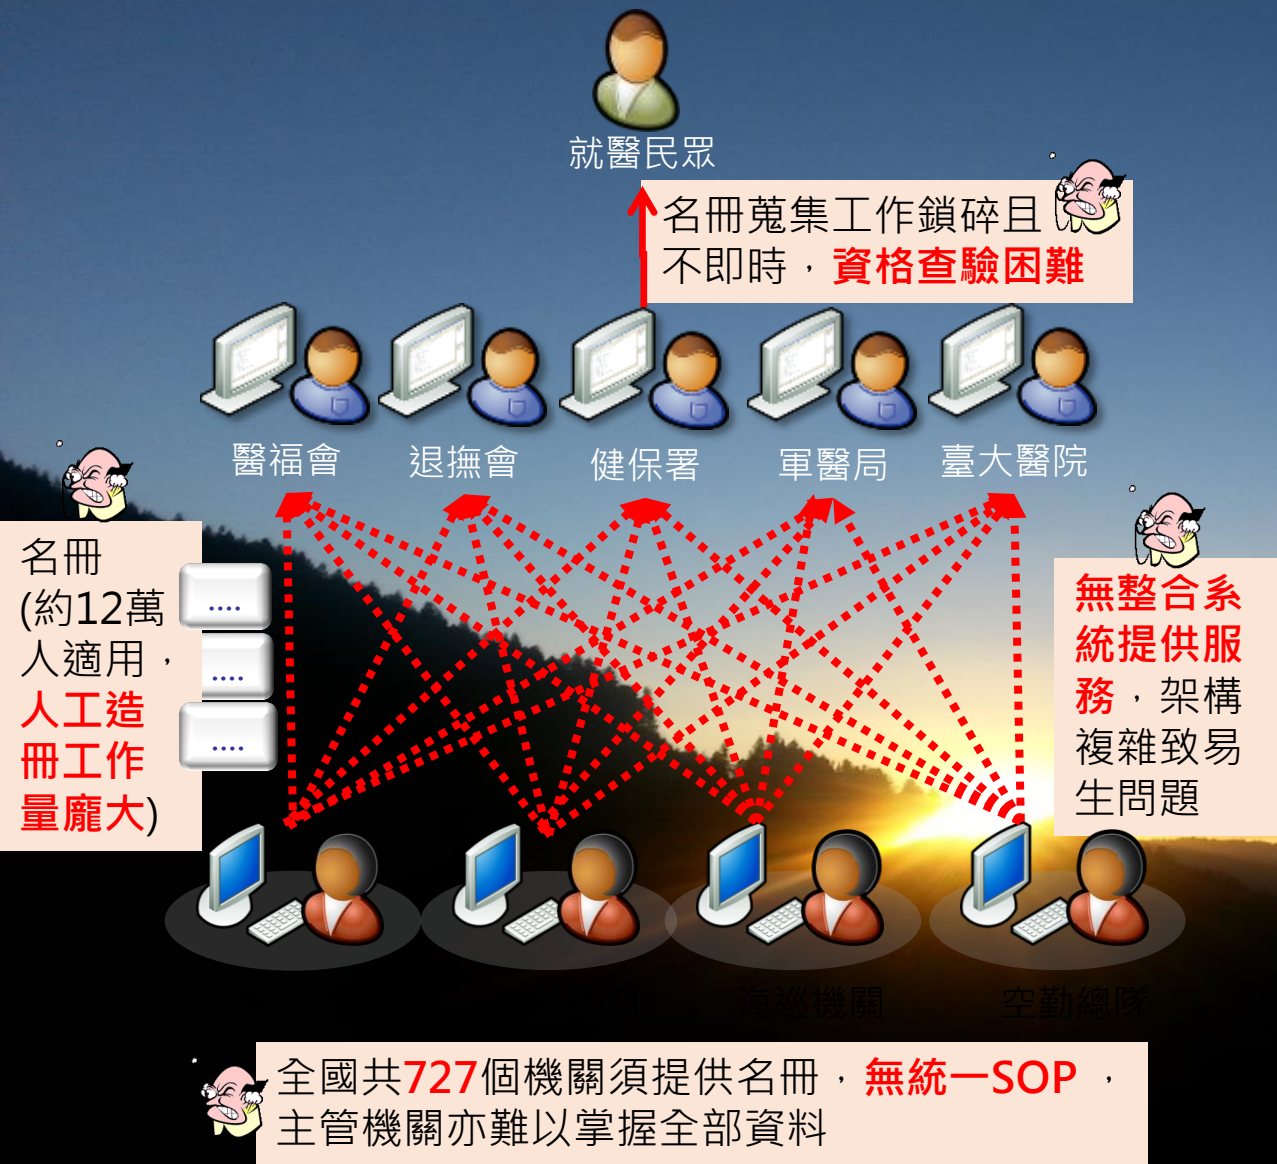 就醫民眾
名冊蒐集工作鎖碎且
不即時，資格查驗困難
醫福會
退撫會
健保署
軍醫局
臺大醫院
名冊
(約12萬
人適用，
人工造
冊工作
量龐大)
....
....
....
無整合系
統提供服
務，架構
複雜致易
生問題
海巡機關
空勤總隊
全國共727個機關須提供名冊，無統一SOP，
主管機關亦難以掌握全部資料